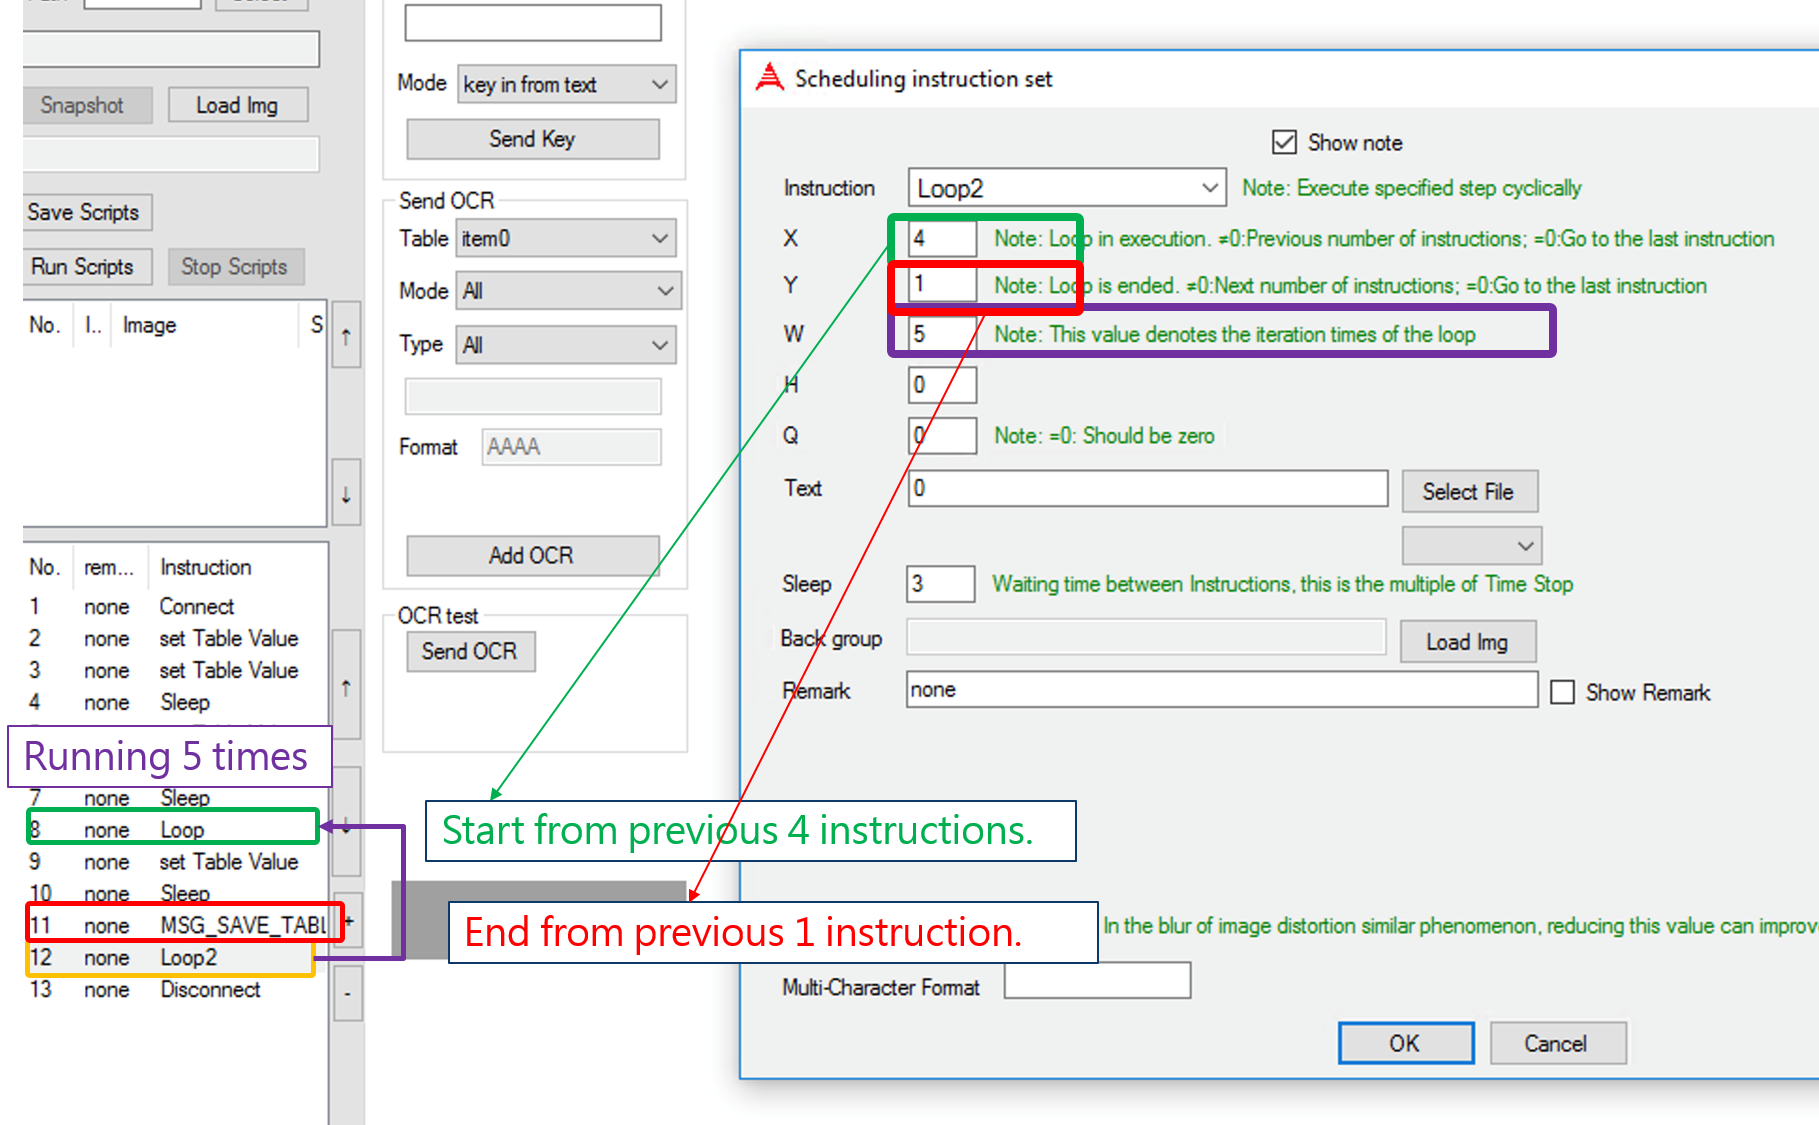 Snapshot
Load Img
Save Scripts
Run Scripts
Stop Scripts
No. I.. Image S
↑
↓
No. rem... Instruction
1 none Connect
2 none set Table Value
3 none set Table Value
4 none Sleep
Running 5 times
7 none Sleep
8 none Loop
9 none set Table Value
10 none Sleep
11 none MSG_SAVE_TABL
12 none Loop2
13 none Disconnect
↑
↓
+
-
Mode key in from text
Send Key
Send OCR
Table item0
Mode All
Type All
Format AAAA
Add OCR
OCR test
Send OCR
Scheduling instruction set
Show note
Instruction Loop2 Note: Execute specified step cyclically
X 4 Note: Loop in execution. ≠0:Previous number of instructions; =0:Go to the last instruction
Y 1 Note: Loop is ended. ≠0:Next number of instructions; =0:Go to the last instruction
W 5 Note: This value denotes the iteration times of the loop
H 0
Q 0 Note: =0: Should be zero
Text 0 Select File
Sleep 3 Waiting time between Instructions, this is the multiple of Time Stop
Back group Load Img
Remark none Show Remark
Start from previous 4 instructions.
End from previous 1 instruction.
In the blur of image distortion similar phenomenon, reducing this value can improv
Multi-Character Format
OK Cancel